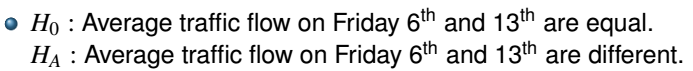 H₀ : Average traffic flow on Friday 6ᵗʰ and 13ᵗʰ are equal.
H_A : Average traffic flow on Friday 6ᵗʰ and 13ᵗʰ are different.